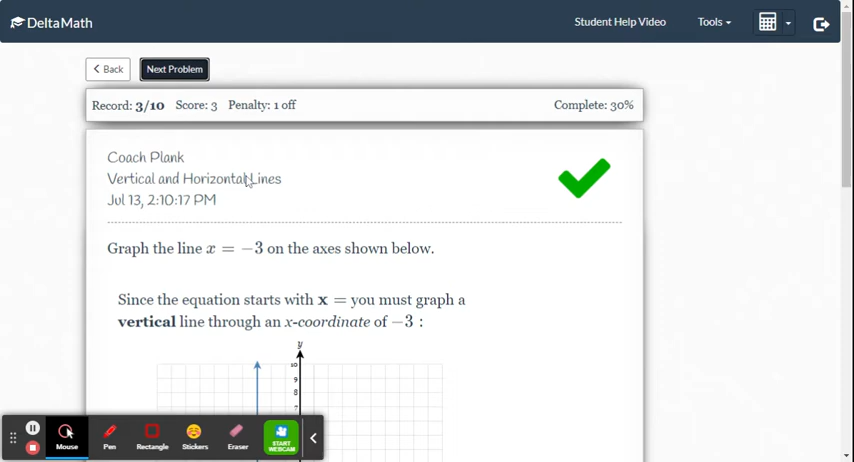 DeltaMath
Student Help Video
Tools
Back
Next Problem
Record: 3/10 Score: 3 Penalty: 1 off Complete: 30%
Coach Plank
Vertical and Horizontal Lines
Jul 13, 2:10:17 PM
Graph the line x = −3 on the axes shown below.
Since the equation starts with x = you must graph a
vertical line through an x-coordinate of −3 :
y
10
9
8
7
Mouse
Pen
Rectangle
Stickers
Eraser
START
WEBCAM